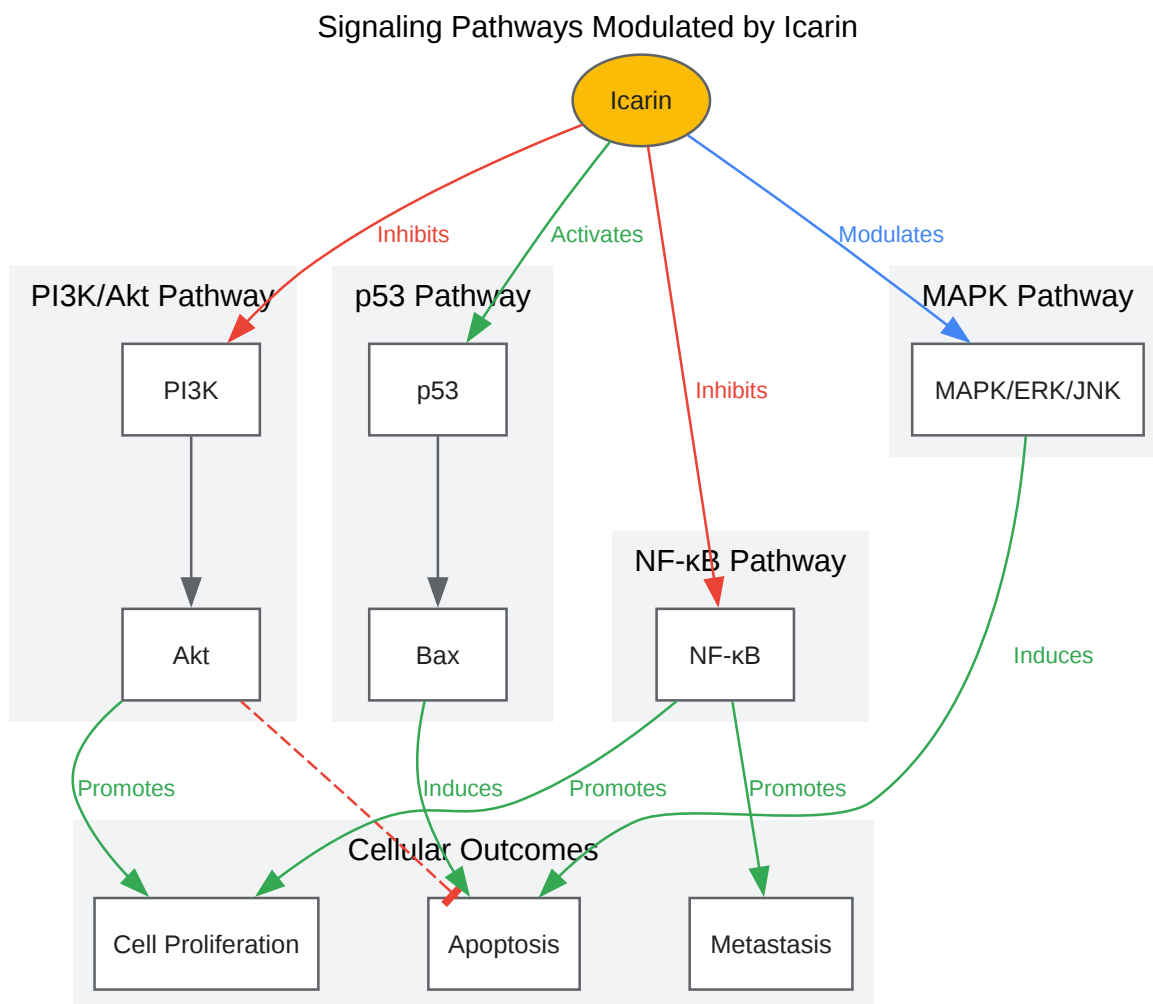 Signaling Pathways Modulated by Icarin
Icarin
Inhibits
Activates
Modulates
PI3K/Akt Pathway
p53 Pathway
MAPK Pathway
PI3K
p53
Inhibits
MAPK/ERK/JNK
NF-κB Pathway
Akt
Bax
NF-κB
Induces
Promotes
Induces
Promotes
Promotes
Cellular Outcomes
Cell Proliferation
Apoptosis
Metastasis